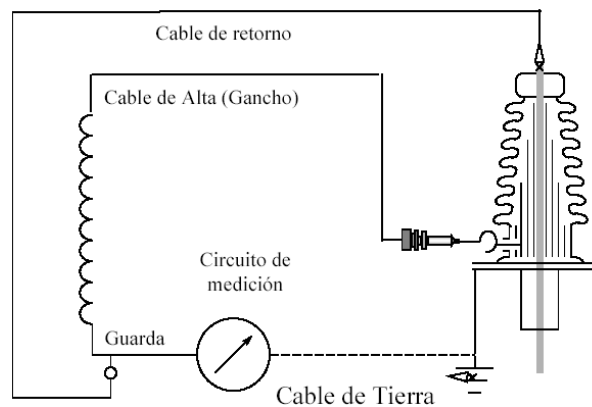 Cable de retorno
Cable de Alta (Gancho)
Circuito de
medición
Guarda
Cable de Tierra